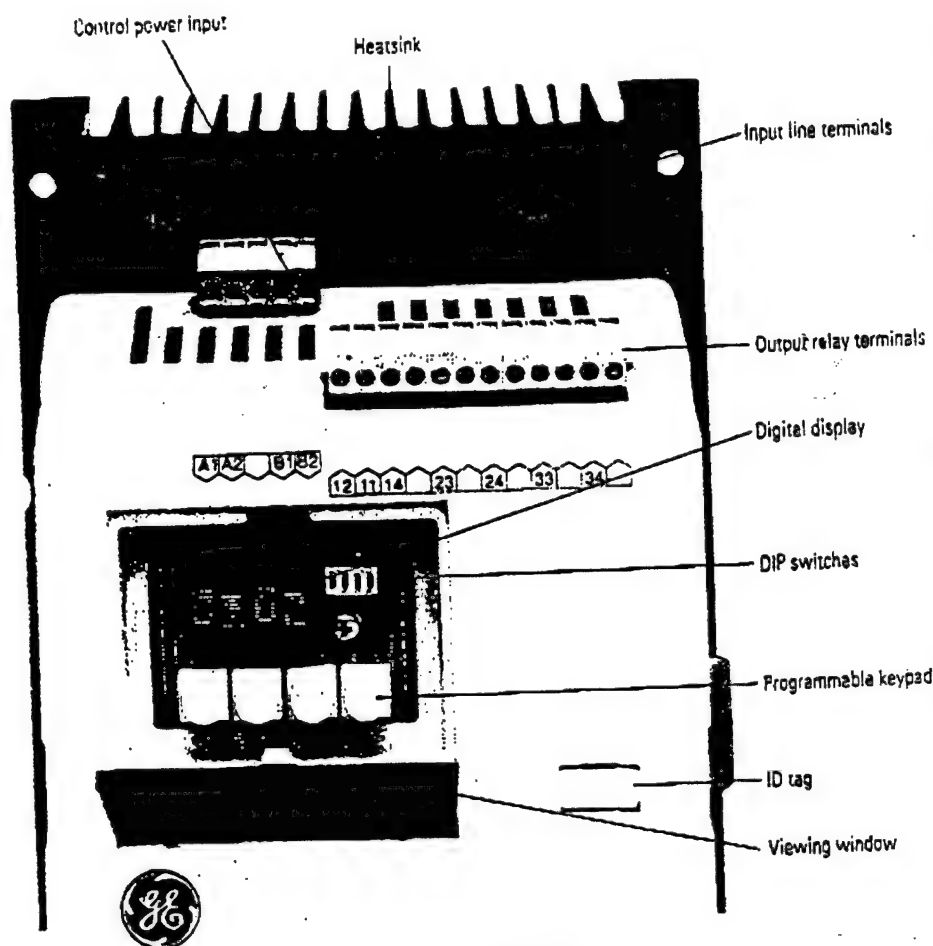 Control power input
Heatsink
Input line terminals
Output relay terminals
Digital display
A1 A2 B1 B2
12 11 14 23 24 33 34
DIP switches
Programmable keypad
ID tag
Viewing window
GE